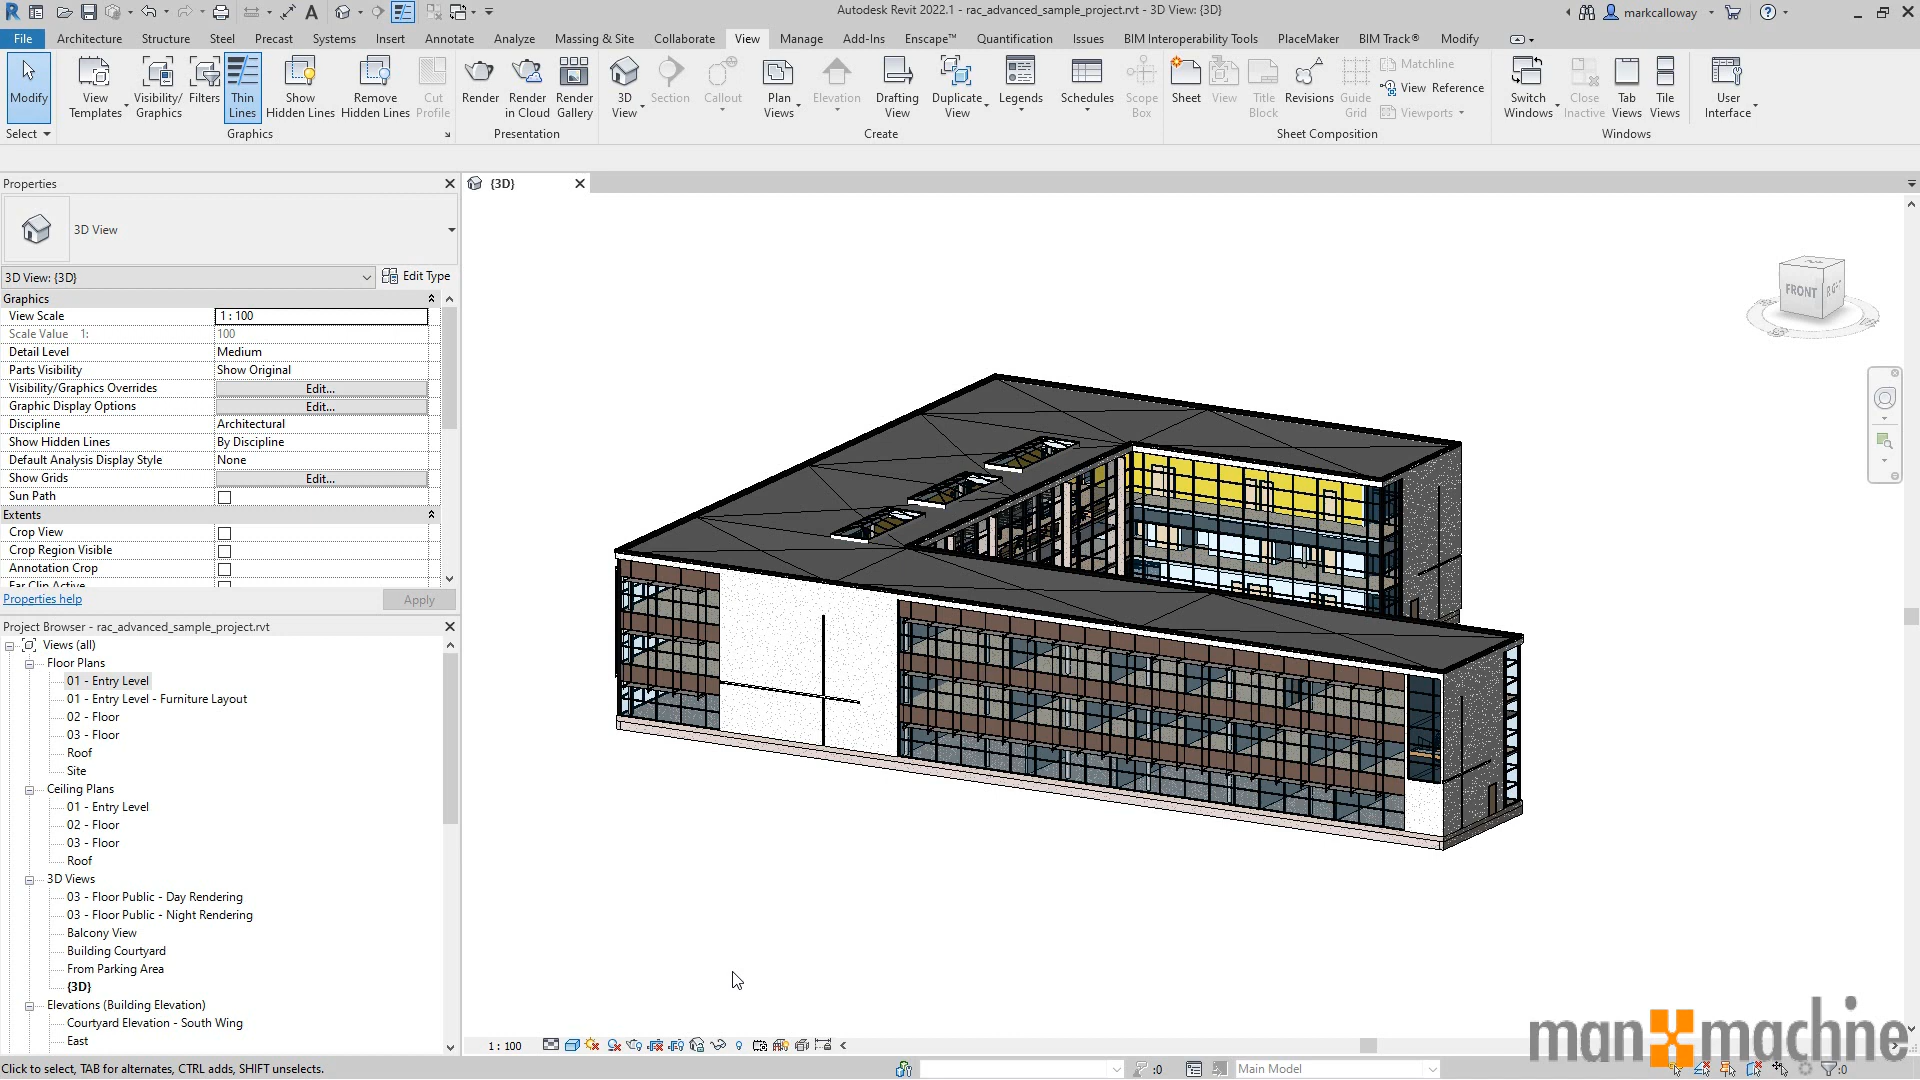 Autodesk Revit 2022.1 - rac_advanced_sample_project.rvt - 3D View: {3D}
markcalloway
File Architecture Structure Steel Precast Systems Insert Annotate Analyze Massing & Site Collaborate View Manage Add-Ins Enscape™ Quantification Issues BIM Interoperability Tools PlaceMaker BIM Track® Modify
Modify
View Templates
Visibility/ Graphics
Filters
Thin Lines
Show Hidden Lines
Remove Hidden Lines
Cut Profile
Render
Render in Cloud
Render Gallery
3D View
Section
Callout
Plan Views
Elevation
Drafting View
Duplicate View
Legends
Schedules
Scope Box
Sheet
View
Title Block
Revisions
Guide Grid
Matchline
View Reference
Viewports
Switch Windows
Close Inactive
Tab Views
Tile Views
User Interface
Select Graphics Presentation Create Sheet Composition Windows
Properties
{3D}
3D View
3D View: {3D}
Edit Type
Graphics
View Scale 1 : 100
Scale Value 1: 100
Detail Level Medium
Parts Visibility Show Original
Visibility/Graphics Overrides Edit...
Graphic Display Options Edit...
Discipline Architectural
Show Hidden Lines By Discipline
Default Analysis Display Style None
Show Grids Edit...
Sun Path
Extents
Crop View
Crop Region Visible
Annotation Crop
Far Clip Active
Properties help
Apply
FRONT
Project Browser - rac_advanced_sample_project.rvt
Views (all)
Floor Plans
01 - Entry Level
01 - Entry Level - Furniture Layout
02 - Floor
03 - Floor
Roof
Site
Ceiling Plans
01 - Entry Level
02 - Floor
03 - Floor
Roof
3D Views
03 - Floor Public - Day Rendering
03 - Floor Public - Night Rendering
Balcony View
Building Courtyard
From Parking Area
{3D}
Elevations (Building Elevation)
Courtyard Elevation - South Wing
East
1 : 100
man machine
Click to select, TAB for alternates, CTRL adds, SHIFT unselects.
:0
Main Model
:0